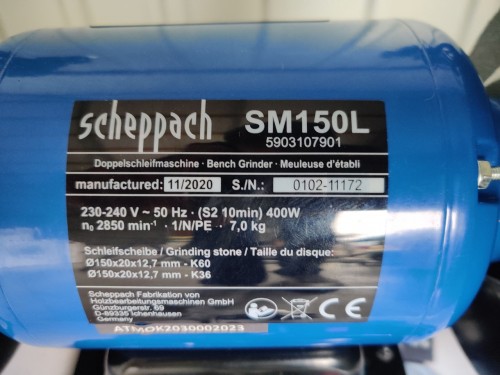 scheppach SM150L
5903107901
Doppelschleifmaschine · Bench Grinder · Meuleuse d'établi
manufactured: 11/2020 S./N.: 0102-11172
230-240 V ~ 50 Hz · (S2 10min) 400W
n₀ 2850 min⁻¹ · 1/N/PE · 7,0 kg
Schleifscheibe / Grinding stone / Taille du disque:
Ø150x20x12,7 mm - K60
Ø150x20x12,7 mm - K36
Scheppach Fabrikation von
Holzbearbeitungsmaschinen GmbH
Günzburgerstr. 69
D-89335 Ichenhausen
Germany
CE
ATMOK2030002023